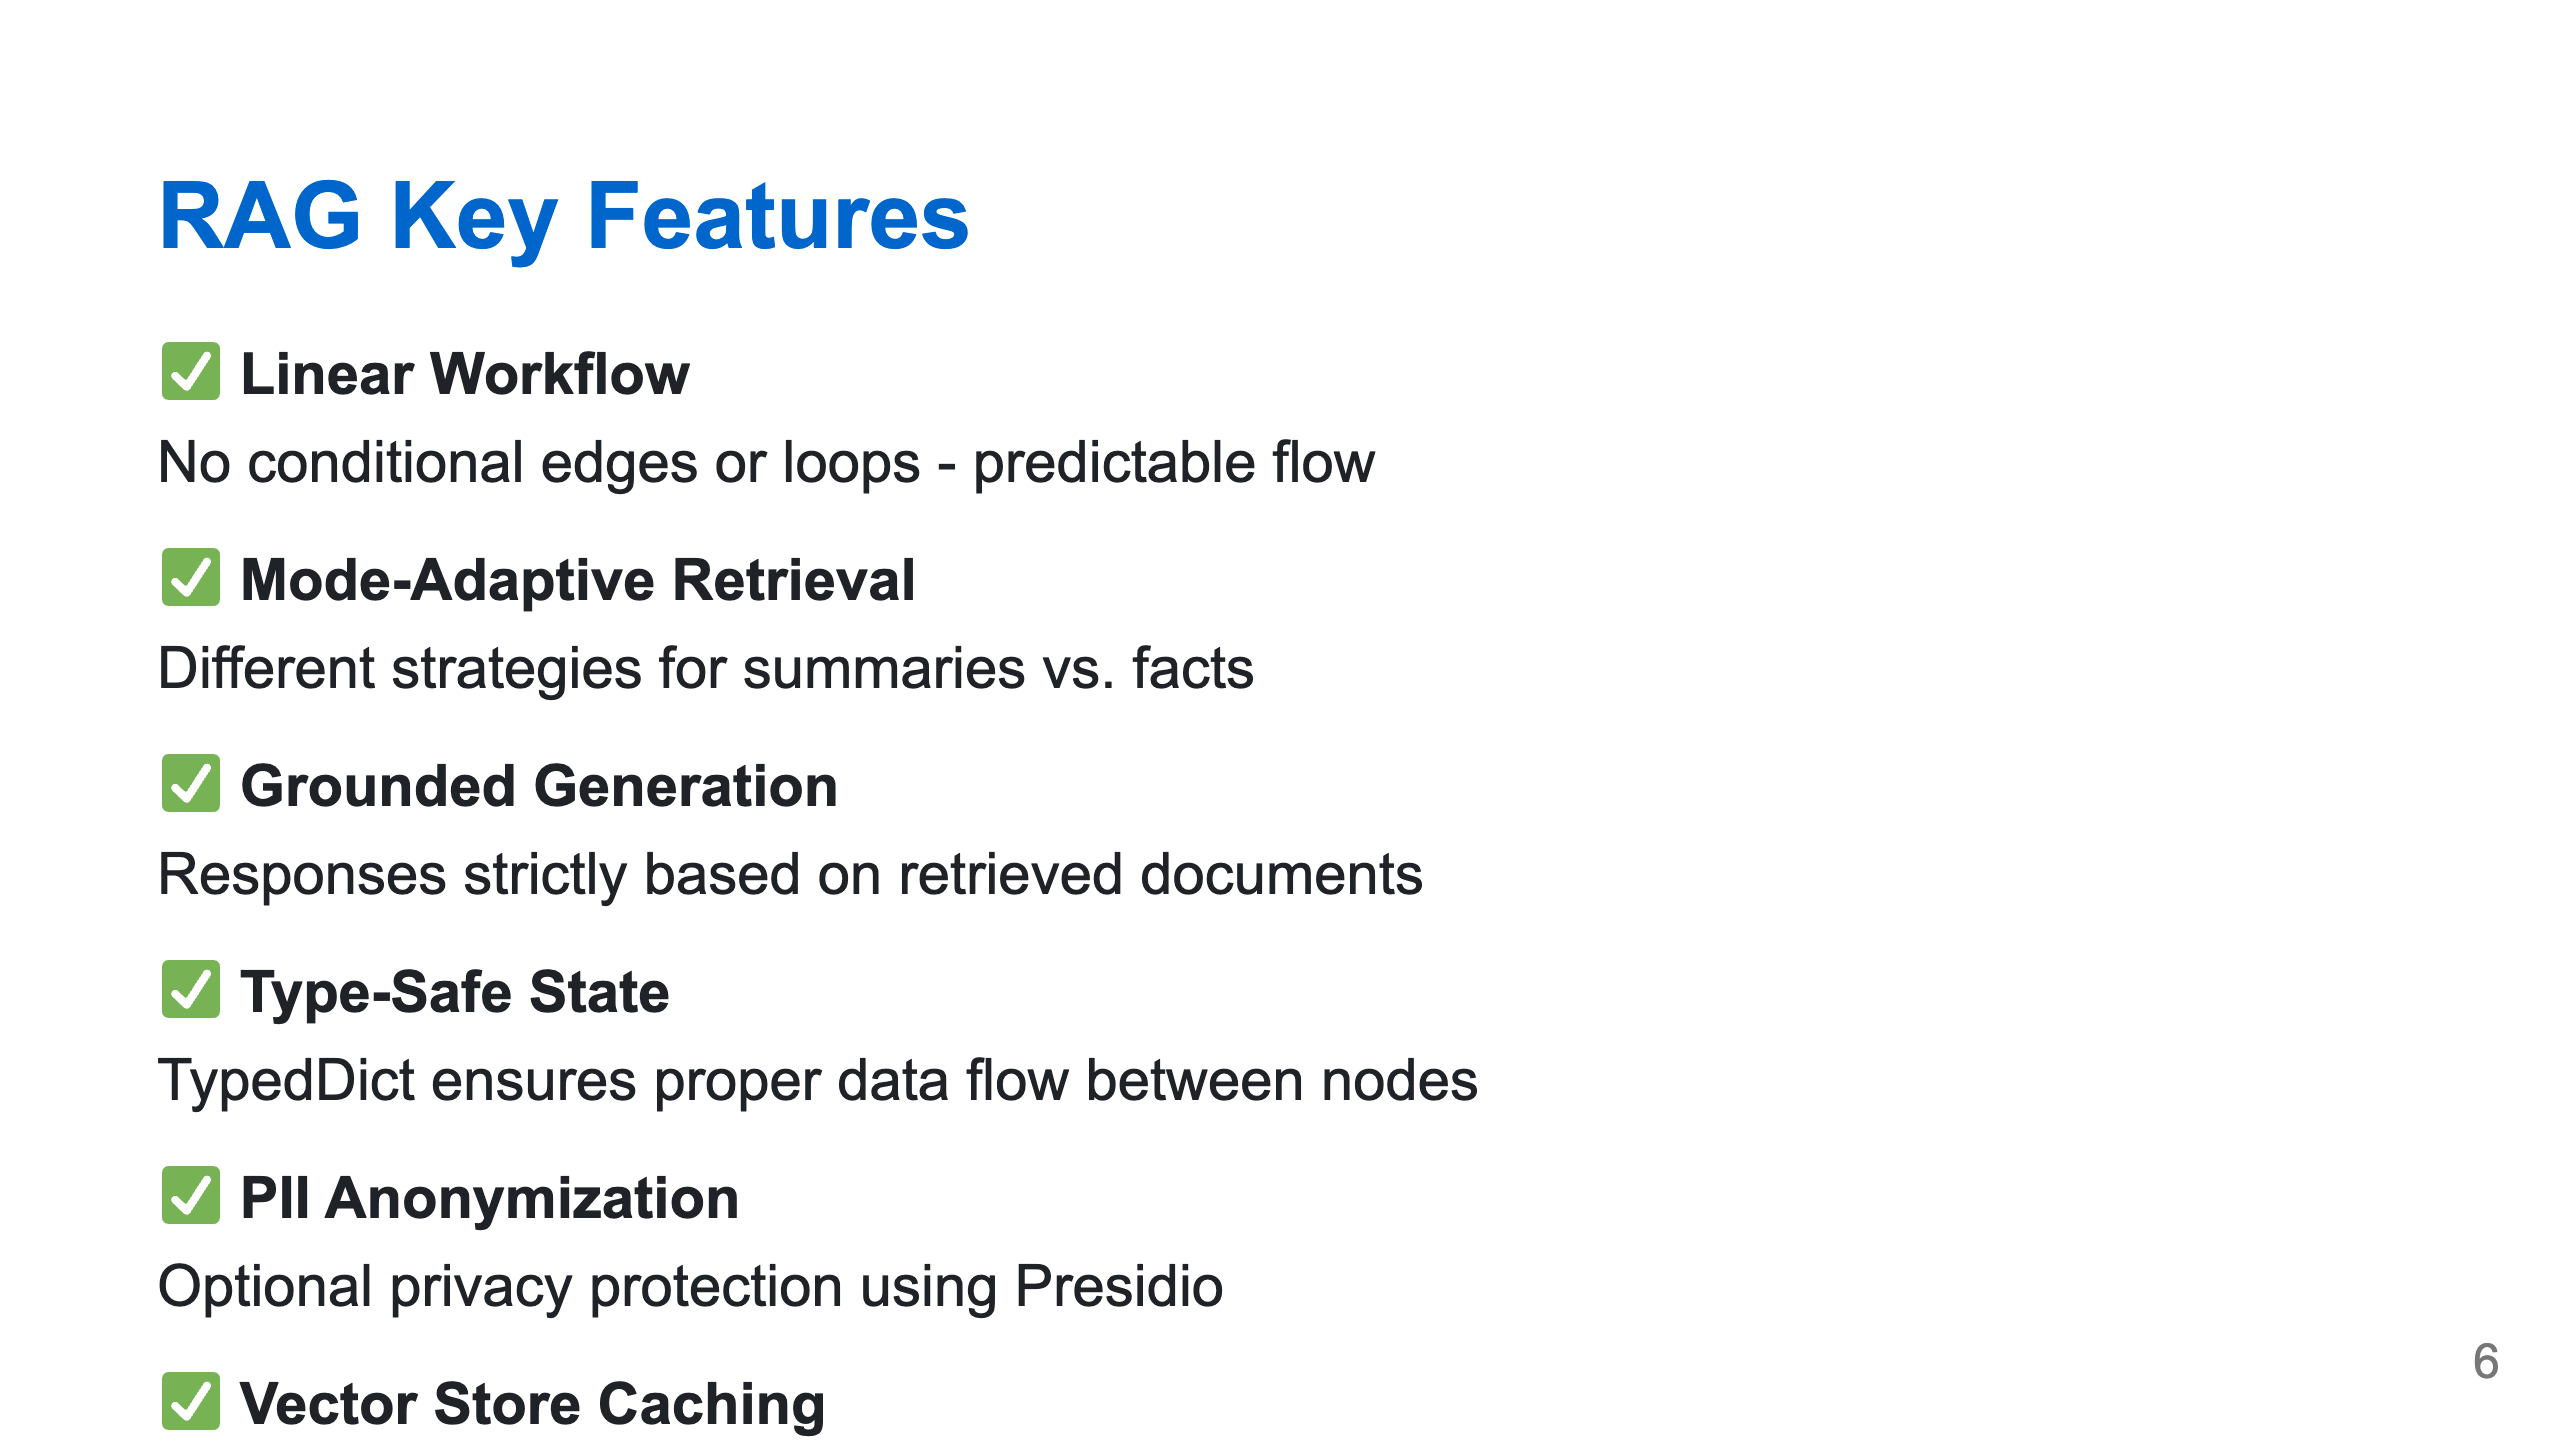 RAG Key Features
✅ Linear Workflow
No conditional edges or loops - predictable flow
✅ Mode-Adaptive Retrieval
Different strategies for summaries vs. facts
✅ Grounded Generation
Responses strictly based on retrieved documents
✅ Type-Safe State
TypedDict ensures proper data flow between nodes
✅ PII Anonymization
Optional privacy protection using Presidio
✅ Vector Store Caching
6